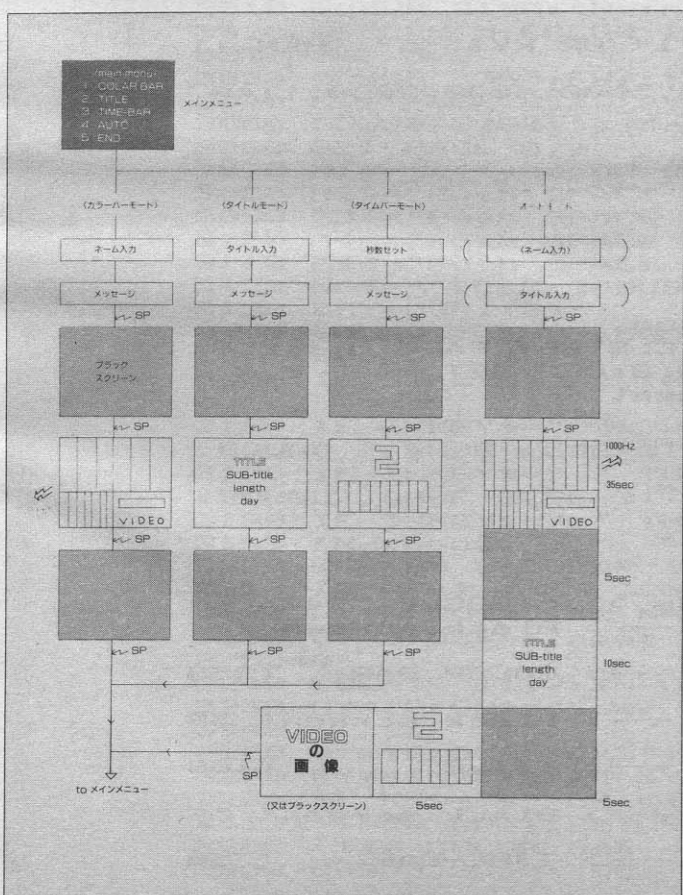 (main menu)
1 COLAR BAR
2 TITLE
3 TIME-BAR
4 AUTO
5 END
メインメニュー
(カラーバーモード)
(タイトルモード)
(タイムバーモード)
オートモード
ネーム入力
タイトル入力
秒数セット
(ネーム入力)
メッセージ
メッセージ
メッセージ
タイトル入力
SP
SP
SP
SP
ブラック
スクリーン
SP
SP
SP
SP
VIDEO
TITLE
SUB-title
length
day
2
1000Hz
35sec
VIDEO
SP
SP
SP
5sec
SP
SP
SP
TITLE
SUB-title
length
day
10sec
VIDEO
の
画像
2
SP
to メインメニュー
(又はブラックスクリーン)
5sec
5sec